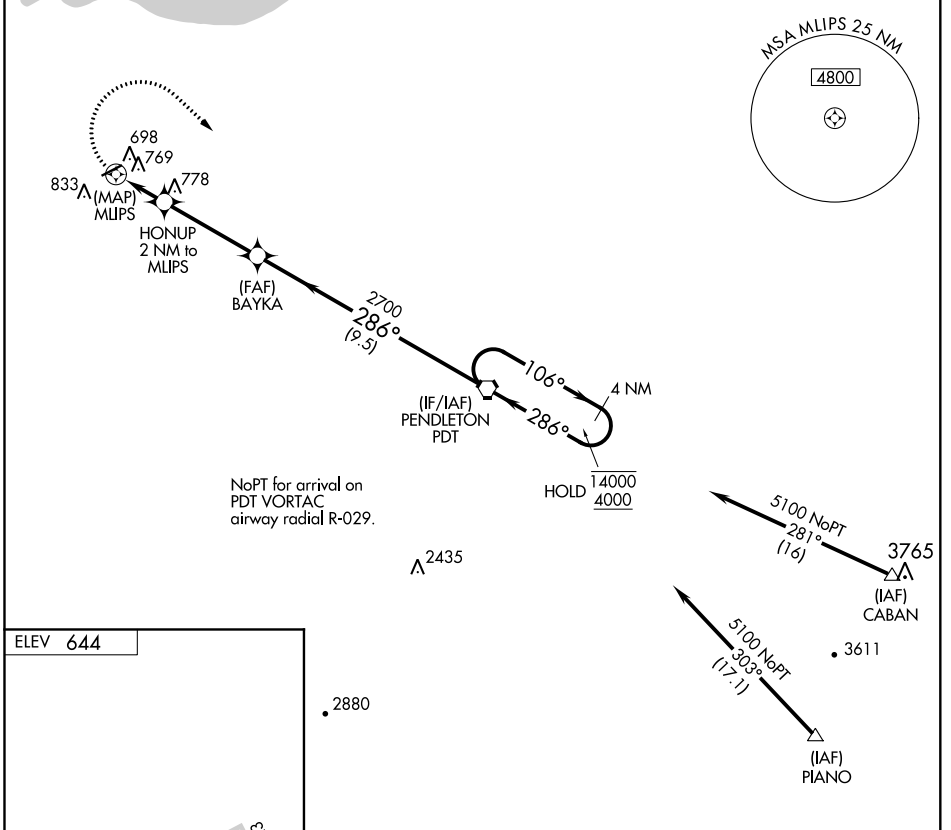 MSA MLIPS 25 NM
4800
698
769
833
778
(MAP)
MLIPS
HONUP
2 NM to
MLIPS
(FAF)
BAYKA
2700
286°
(9.5)
106°
4 NM
(IF/IAF)
PENDLETON
PDT
286°
HOLD
14000
4000
NoPT for arrival on
PDT VORTAC
airway radial R-029.
5100 NoPT
281°
(16)
3765
(IAF)
CABAN
2435
5100 NoPT
303°
(17.1)
3611
ELEV 644
2880
(IAF)
PIANO